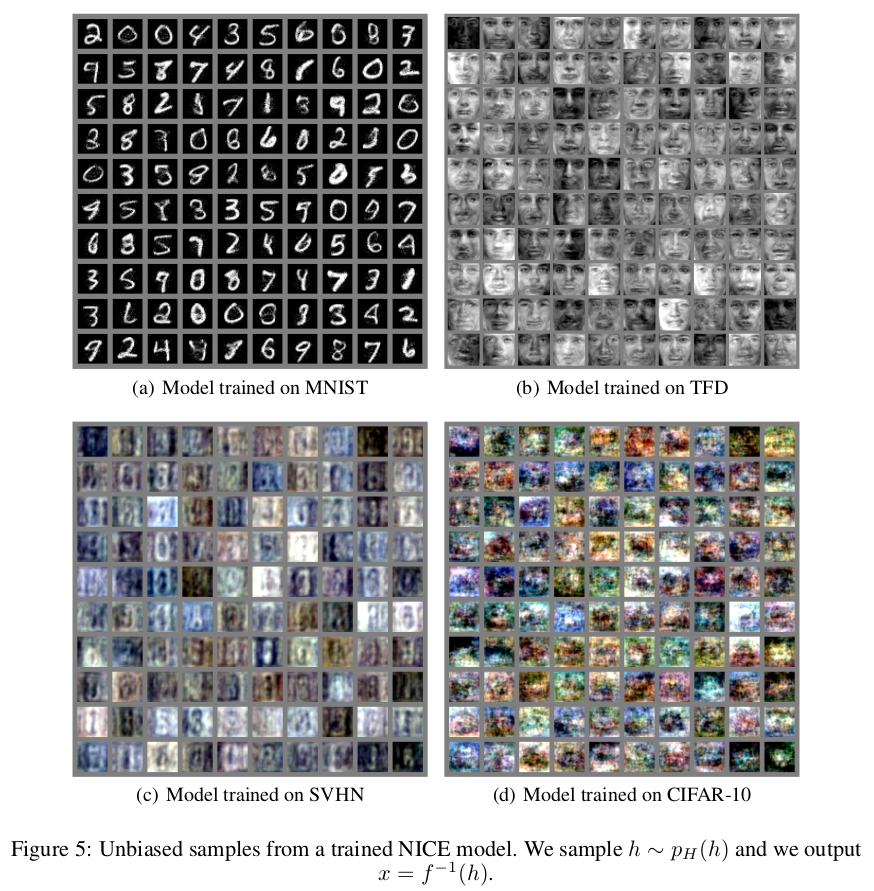 (a) Model trained on MNIST
(b) Model trained on TFD
(c) Model trained on SVHN
(d) Model trained on CIFAR-10
Figure 5: Unbiased samples from a trained NICE model. We sample h ∼ p_H(h) and we output
x = f⁻¹(h).